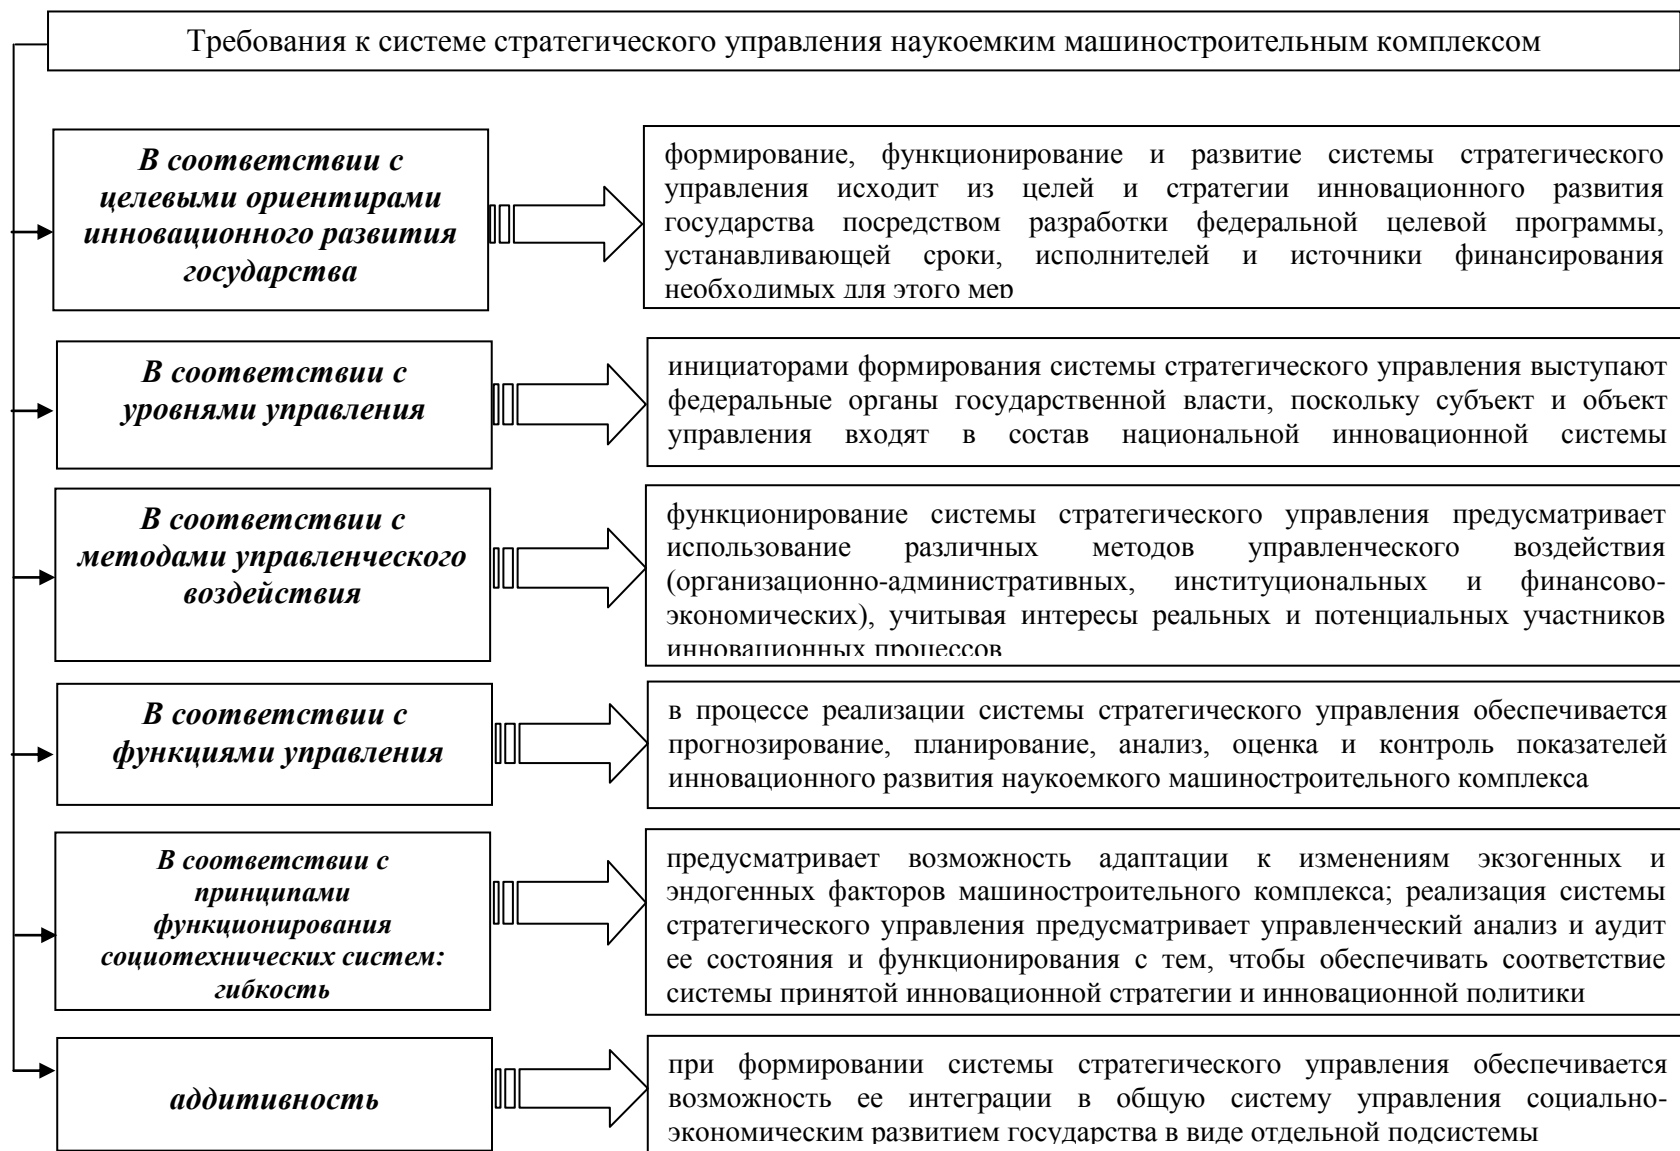 Требования к системе стратегического управления наукоемким машиностроительным комплексом
В соответствии с
целевыми ориентирами
инновационного развития
государства
формирование, функционирование и развитие системы стратегического
управления исходит из целей и стратегии инновационного развития
государства посредством разработки федеральной целевой программы,
устанавливающей сроки, исполнителей и источники финансирования
необходимых для этого мер
В соответствии с
уровнями управления
инициаторами формирования системы стратегического управления выступают
федеральные органы государственной власти, поскольку субъект и объект
управления входят в состав национальной инновационной системы
В соответствии с
методами управленческого
воздействия
функционирование системы стратегического управления предусматривает
использование различных методов управленческого воздействия
(организационно-административных, институциональных и финансово-
экономических), учитывая интересы реальных и потенциальных участников
инновационных процессов
В соответствии с
функциями управления
в процессе реализации системы стратегического управления обеспечивается
прогнозирование, планирование, анализ, оценка и контроль показателей
инновационного развития наукоемкого машиностроительного комплекса
В соответствии с
принципами
функционирования
социотехнических систем:
гибкость
предусматривает возможность адаптации к изменениям экзогенных и
эндогенных факторов машиностроительного комплекса; реализация системы
стратегического управления предусматривает управленческий анализ и аудит
ее состояния и функционирования с тем, чтобы обеспечивать соответствие
системы принятой инновационной стратегии и инновационной политики
аддитивность
при формировании системы стратегического управления обеспечивается
возможность ее интеграции в общую систему управления социально-
экономическим развитием государства в виде отдельной подсистемы